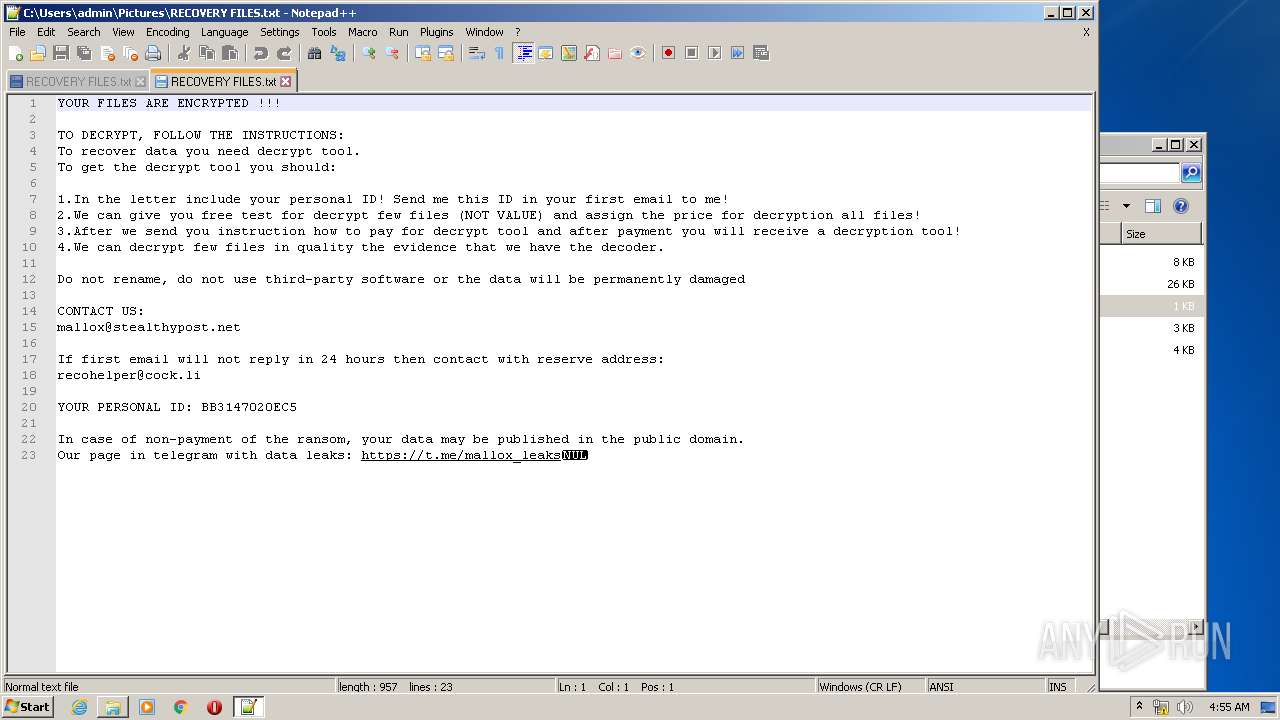 C:\Users\admin\Pictures\RECOVERY FILES.txt - Notepad++
File Edit Search View Encoding Language Settings Tools Macro Run Plugins Window ? X
RECOVERY FILES.txt RECOVERY FILES.txt
1 YOUR FILES ARE ENCRYPTED !!!
2
3 TO DECRYPT, FOLLOW THE INSTRUCTIONS:
4 To recover data you need decrypt tool.
5 To get the decrypt tool you should:
6
7 1.In the letter include your personal ID! Send me this ID in your first email to me!
8 2.We can give you free test for decrypt few files (NOT VALUE) and assign the price for decryption all files!
9 3.After we send you instruction how to pay for decrypt tool and after payment you will receive a decryption tool!
10 4.We can decrypt few files in quality the evidence that we have the decoder.
11
12 Do not rename, do not use third-party software or the data will be permanently damaged
13
14 CONTACT US:
15 mallox@stealthypost.net
16
17 If first email will not reply in 24 hours then contact with reserve address:
18 recohelper@cock.li
19
20 YOUR PERSONAL ID: BB3147020EC5
21
22 In case of non-payment of the ransom, your data may be published in the public domain.
23 Our page in telegram with data leaks: https://t.me/mallox_leaksNUL
Size
8 KB
26 KB
1 KB
3 KB
4 KB
ANY RUN
Normal text file length : 957 lines : 23 Ln : 1 Col : 1 Pos : 1 Windows (CR LF) ANSI INS
Start 4:55 AM